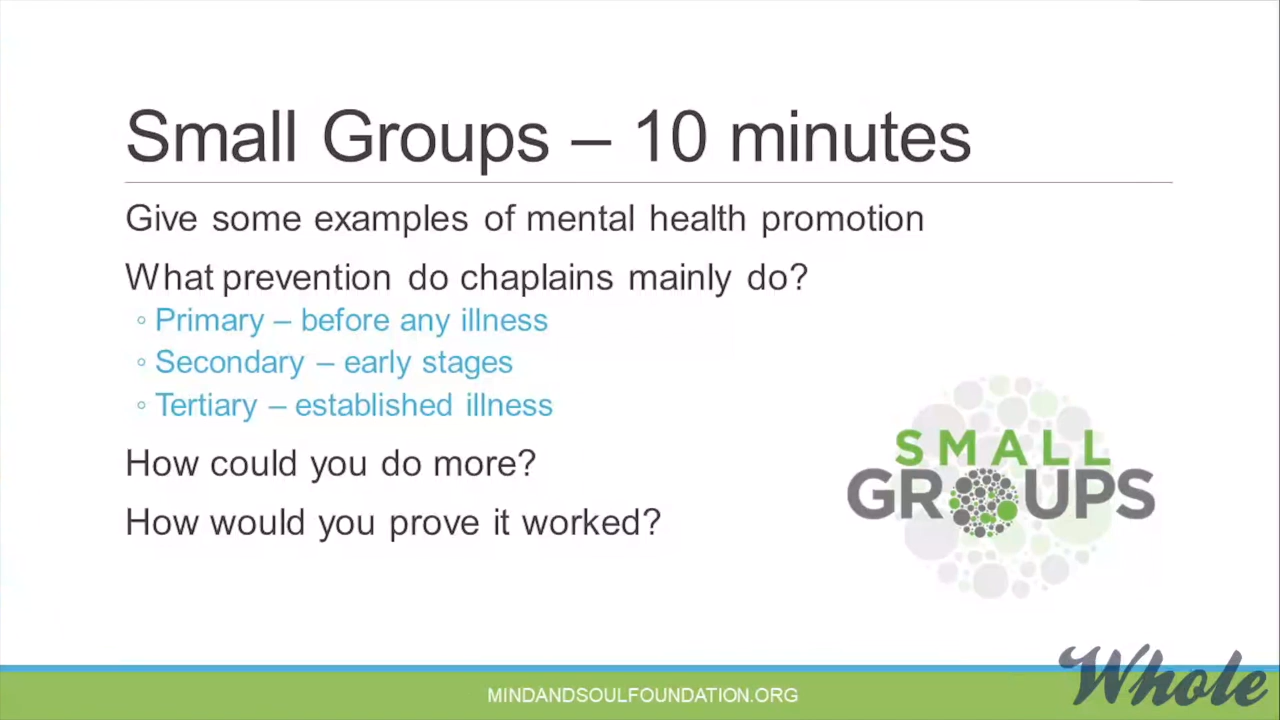 Small Groups – 10 minutes
Give some examples of mental health promotion
What prevention do chaplains mainly do?
◦ Primary – before any illness
◦ Secondary – early stages
◦ Tertiary – established illness
How could you do more?
How would you prove it worked?
SMALL
GROUPS
Whole
MINDANDSOULFOUNDATION.ORG